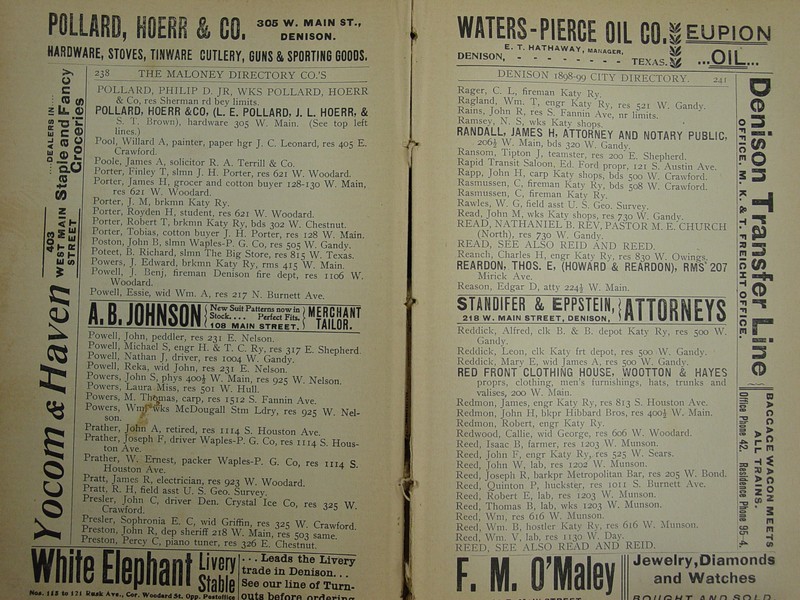 POLLARD, HOERR & CO. 305 W. MAIN ST.,
DENISON.
HARDWARE, STOVES, TINWARE CUTLERY, GUNS & SPORTING GOODS.
238 THE MALONEY DIRECTORY CO.'S
POLLARD, PHILIP D. JR, WKS POLLARD, HOERR
& Co, res Sherman rd bey limits.
POLLARD, HOERR &CO, (L. E. POLLARD, J. L. HOERR, &
S. T. Brown), hardware 305 W. Main. (See top left
lines.)
Pool, Willard A, painter, paper hgr J. C. Leonard, res 405 E.
Crawford.
Poole, James A, solicitor R. A. Terrill & Co.
Porter, Finley T, slmn J. H. Porter, res 621 W. Woodard.
Porter, James H, grocer and cotton buyer 128-130 W. Main,
res 621 W. Woodard.
Porter, J. M, brkmn Katy Ry.
Porter, Royden H, student, res 621 W. Woodard.
Porter, Robert T, brkmn Katy Ry, bds 302 W. Chestnut.
Porter, Tobias, cotton buyer J. H. Porter, res 128 W. Main.
Poston, John B, slmn Waples-P. G. Co, res 505 W. Gandy.
Poteet, B. Richard, slmn The Big Store, res 815 W. Texas.
Powers, J. Edward, brkmn Katy Ry, rms 415 W. Main.
Powell, J. Benj, fireman Denison fire dept, res 1106 W.
Woodard.
Powell, Essie, wid Wm. A, res 217 N. Burnett Ave.
A. B. JOHNSON New Suit Patterns now in
Stock.... Perfect Fits.
108 MAIN STREET, MERCHANT
TAILOR.
Powell, John, peddler, res 231 E. Nelson.
Powell, Michael S, engr H. & T. C. Ry, res 317 E. Shepherd.
Powell, Nathan J, driver, res 1004 W. Gandy.
Powell, Reka, wid John, res 231 E. Nelson.
Powers, John S, phys 400½ W. Main, res 925 W. Nelson.
Powers, Laura Miss, res 501 W. Hull.
Powers, M. Thomas, carp, res 1512 S. Fannin Ave.
Powers, Wm, wks McDougall Stm Ldry, res 925 W. Nel-
son.
Prather, John A, retired, res 1114 S. Houston Ave.
Prather, Joseph F, driver Waples-P. G. Co, res 1114 S. Hous-
ton Ave.
Prather, W. Ernest, packer Waples-P. G. Co, res 1114 S.
Houston Ave.
Pratt, James R, electrician, res 923 W. Woodard.
Pratt, R. H, field asst U. S. Geo. Survey.
Presler, John C, driver Den. Crystal Ice Co, res 325 W.
Crawford.
Presler, Sophronia E. C, wid Griffin, res 325 W. Crawford.
Preston, John R, dep sheriff 218 W. Main, res 503 same.
Preston, Percy C, piano tuner, res 326 E. Chestnut.
White Elephant Livery
Stable ...Leads the Livery
trade in Denison...
See our line of Turn-
outs before ordering
Nos. 115 to 121 Rusk Ave., Cor. Woodard St. Opp. Postoffice
Yocom & Haven
403
WEST MAIN
STREET
...DEALERS IN...
Staple and Fancy
Groceries
WATERS-PIERCE OIL CO. EUPION
E. T. HATHAWAY, MANAGER,
DENISON, - - - - - - - - TEXAS. ...OIL...
DENISON 1898-99 CITY DIRECTORY. 241
Rager, C. L, fireman Katy Ry.
Ragland, Wm. T, engr Katy Ry, res 521 W. Gandy.
Rains, John R, res S. Fannin Ave, nr limits.
Ramsey, N. S, wks Katy shops.
RANDALL, JAMES H, ATTORNEY AND NOTARY PUBLIC,
206½ W. Main, bds 320 W. Gandy.
Ransom, Tipton J, teamster, res 200 E. Shepherd.
Rapid Transit Saloon, Ed. Ford propr, 121 S. Austin Ave.
Rapp, John H, carp Katy shops, bds 500 W. Crawford.
Rasmussen, C, fireman Katy Ry, bds 508 W. Crawford.
Rasmussen, C, fireman Katy Ry.
Rawles, W. G, field asst U. S. Geo. Survey.
Read, John M, wks Katy shops, res 730 W. Gandy.
READ, NATHANIEL B, REV, PASTOR M. E. CHURCH
(North), res 730 W. Gandy.
READ, SEE ALSO REID AND REED.
Reanch, Charles H, engr Katy Ry, res 830 W. Owings.
REARDON, THOS. E, (HOWARD & REARDON), RMS 207
Mirick Ave.
Reason, Edgar D, atty 224½ W. Main.
STANDIFER & EPPSTEIN, ATTORNEYS
218 W. MAIN STREET, DENISON,
Reddick, Alfred, clk B. & B. depot Katy Ry, res 500 W.
Gandy.
Reddick, Leon, clk Katy frt depot, res 500 W. Gandy.
Reddick, Mary E, wid James A, res 500 W. Gandy.
RED FRONT CLOTHING HOUSE, WOOTTON & HAYES
proprs, clothing, men's furnishings, hats, trunks and
valises, 200 W. Main.
Redmon, James, engr Katy Ry, res 813 S. Houston Ave.
Redmon, John H, bkpr Hibbard Bros, res 400½ W. Main.
Redmon, Robert, engr Katy Ry.
Redwood, Callie, wid George, res 606 W. Woodard.
Reed, Isaac B, farmer, res 1203 W. Munson.
Reed, John F, engr Katy Ry, res 525 W. Sears.
Reed, John W, lab, res 1202 W. Munson.
Reed, Joseph R, barkpr Metropolitan Bar, res 205 W. Bond.
Reed, Quinton P, huckster, res 1011 S. Burnett Ave.
Reed, Robert E, lab, res 1203 W. Munson.
Reed, Thomas B, lab, wks 1203 W. Munson.
Reed, Wm, res 616 W. Munson.
Reed, Wm. B, hostler Katy Ry, res 616 W. Munson.
Reed, Wm. V, lab, res 1130 W. Day.
REED, SEE ALSO READ AND REID.
F. M. O'Maley Jewelry, Diamonds
and Watches
BOUGHT AND SOLD
Denison Transfer Line
OFFICE, M. K. & T. FREIGHT OFFICE.
BAGGAGE WAGON MEETS
ALL TRAINS.
Office Phone 42. Residence Phone 95-4.